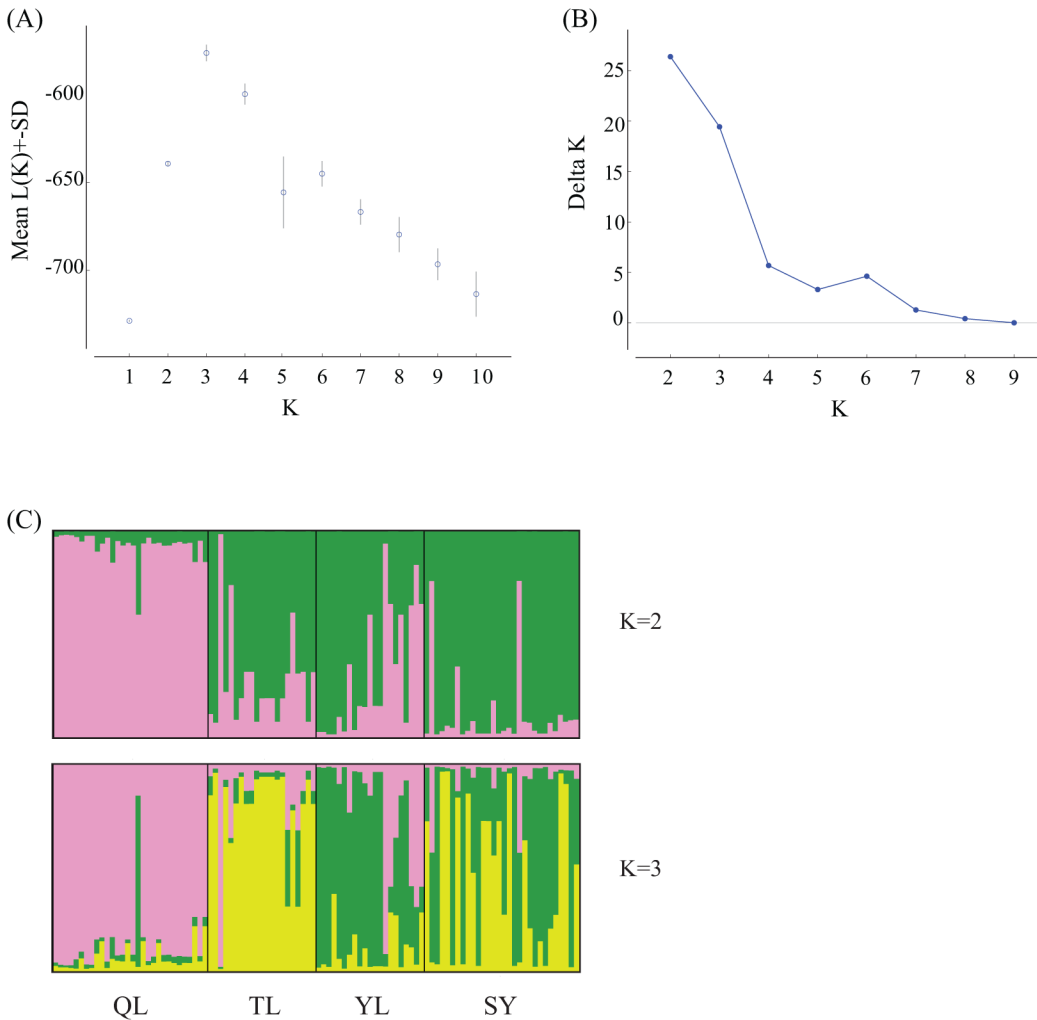 (A)
Mean L(K)+-SD
-600
-650
-700
1 2 3 4 5 6 7 8 9 10
K
(B)
Delta K
25
20
15
10
5
0
2 3 4 5 6 7 8 9
K
(C)
K=2
K=3
QL TL YL SY